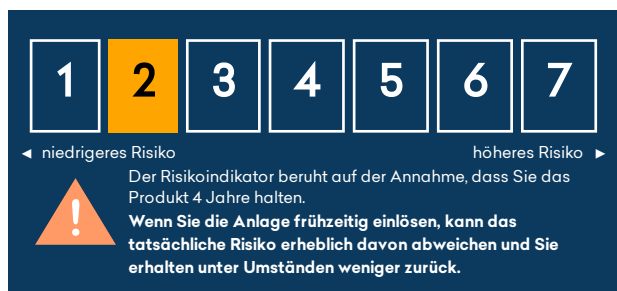 1 2 3 4 5 6 7
◄ niedrigeres Risiko höheres Risiko ►
Der Risikoindikator beruht auf der Annahme, dass Sie das
Produkt 4 Jahre halten.
Wenn Sie die Anlage frühzeitig einlösen, kann das
tatsächliche Risiko erheblich davon abweichen und Sie
erhalten unter Umständen weniger zurück.
!